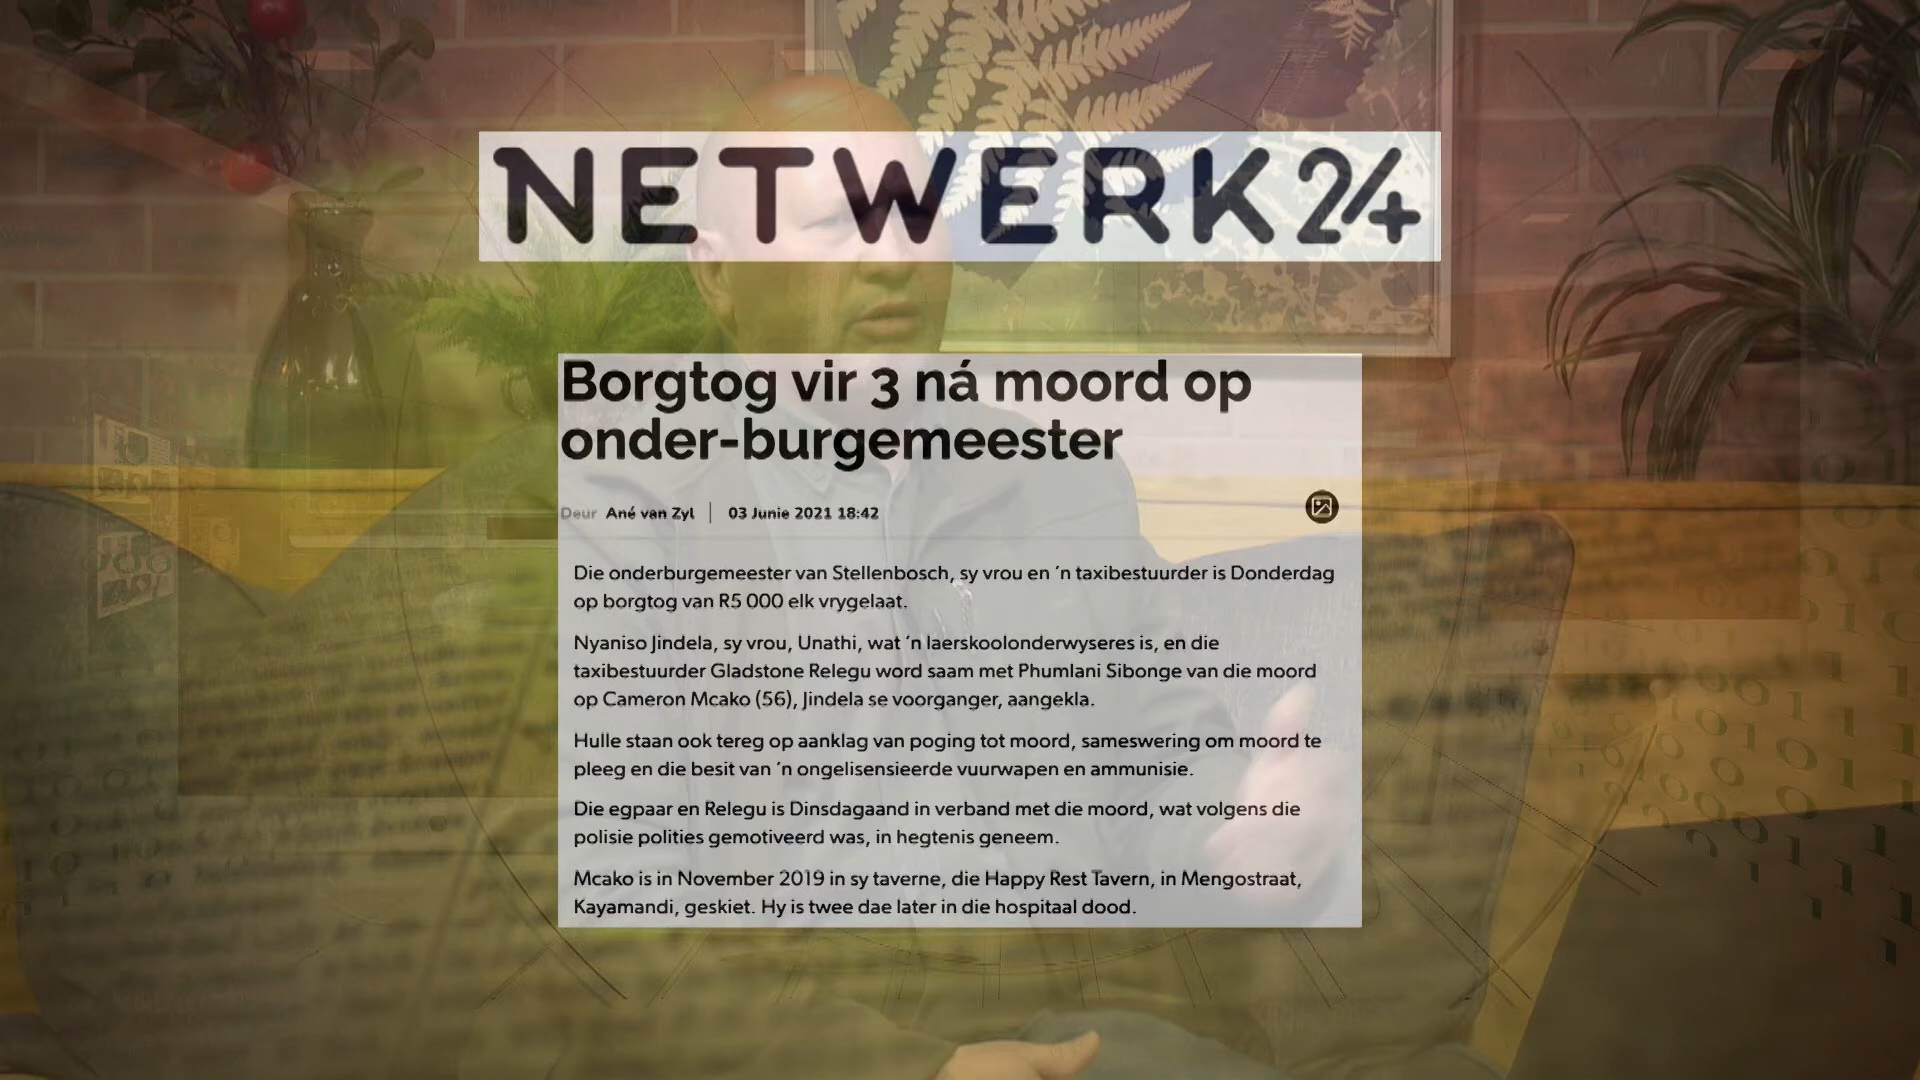 NETWERK24
Borgtog vir 3 ná moord op
onder-burgemeester
Deur Ané van Zyl | 03 Junie 2021 18:42
Die onderburgemeester van Stellenbosch, sy vrou en 'n taxibestuurder is Donderdag
op borgtog van R5 000 elk vrygelaat.
Nyaniso Jindela, sy vrou, Unathi, wat 'n laerskoolonderwyseres is, en die
taxibestuurder Gladstone Relegu word saam met Phumlani Sibonge van die moord
op Cameron Mcako (56), Jindela se voorganger, aangekla.
Hulle staan ook tereg op aanklag van poging tot moord, sameswering om moord te
pleeg en die besit van 'n ongelisensieerde vuurwapen en ammunisie.
Die egpaar en Relegu is Dinsdagaand in verband met die moord, wat volgens die
polisie polities gemotiveerd was, in hegtenis geneem.
Mcako is in November 2019 in sy taverne, die Happy Rest Tavern, in Mengostraat,
Kayamandi, geskiet. Hy is twee dae later in die hospitaal dood.